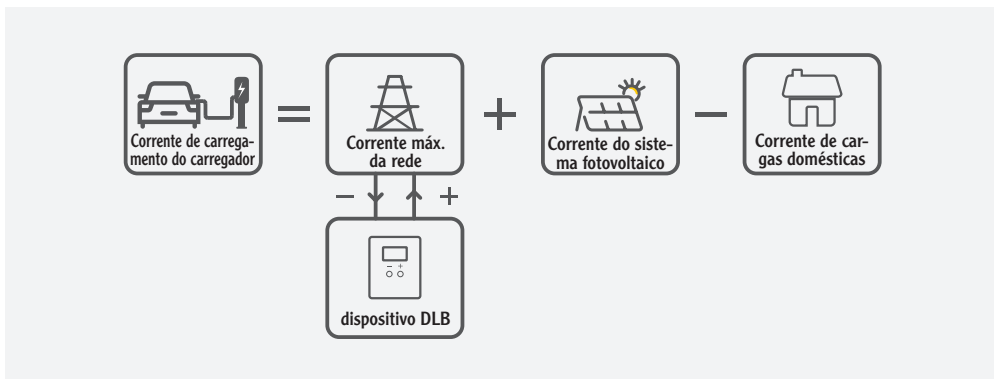 Corrente de carrega-
mento do carregador
=
Corrente máx.
da rede
+
Corrente do siste-
ma fotovoltaico
−
Corrente de car-
gas domésticas
− +
− +
dispositivo DLB